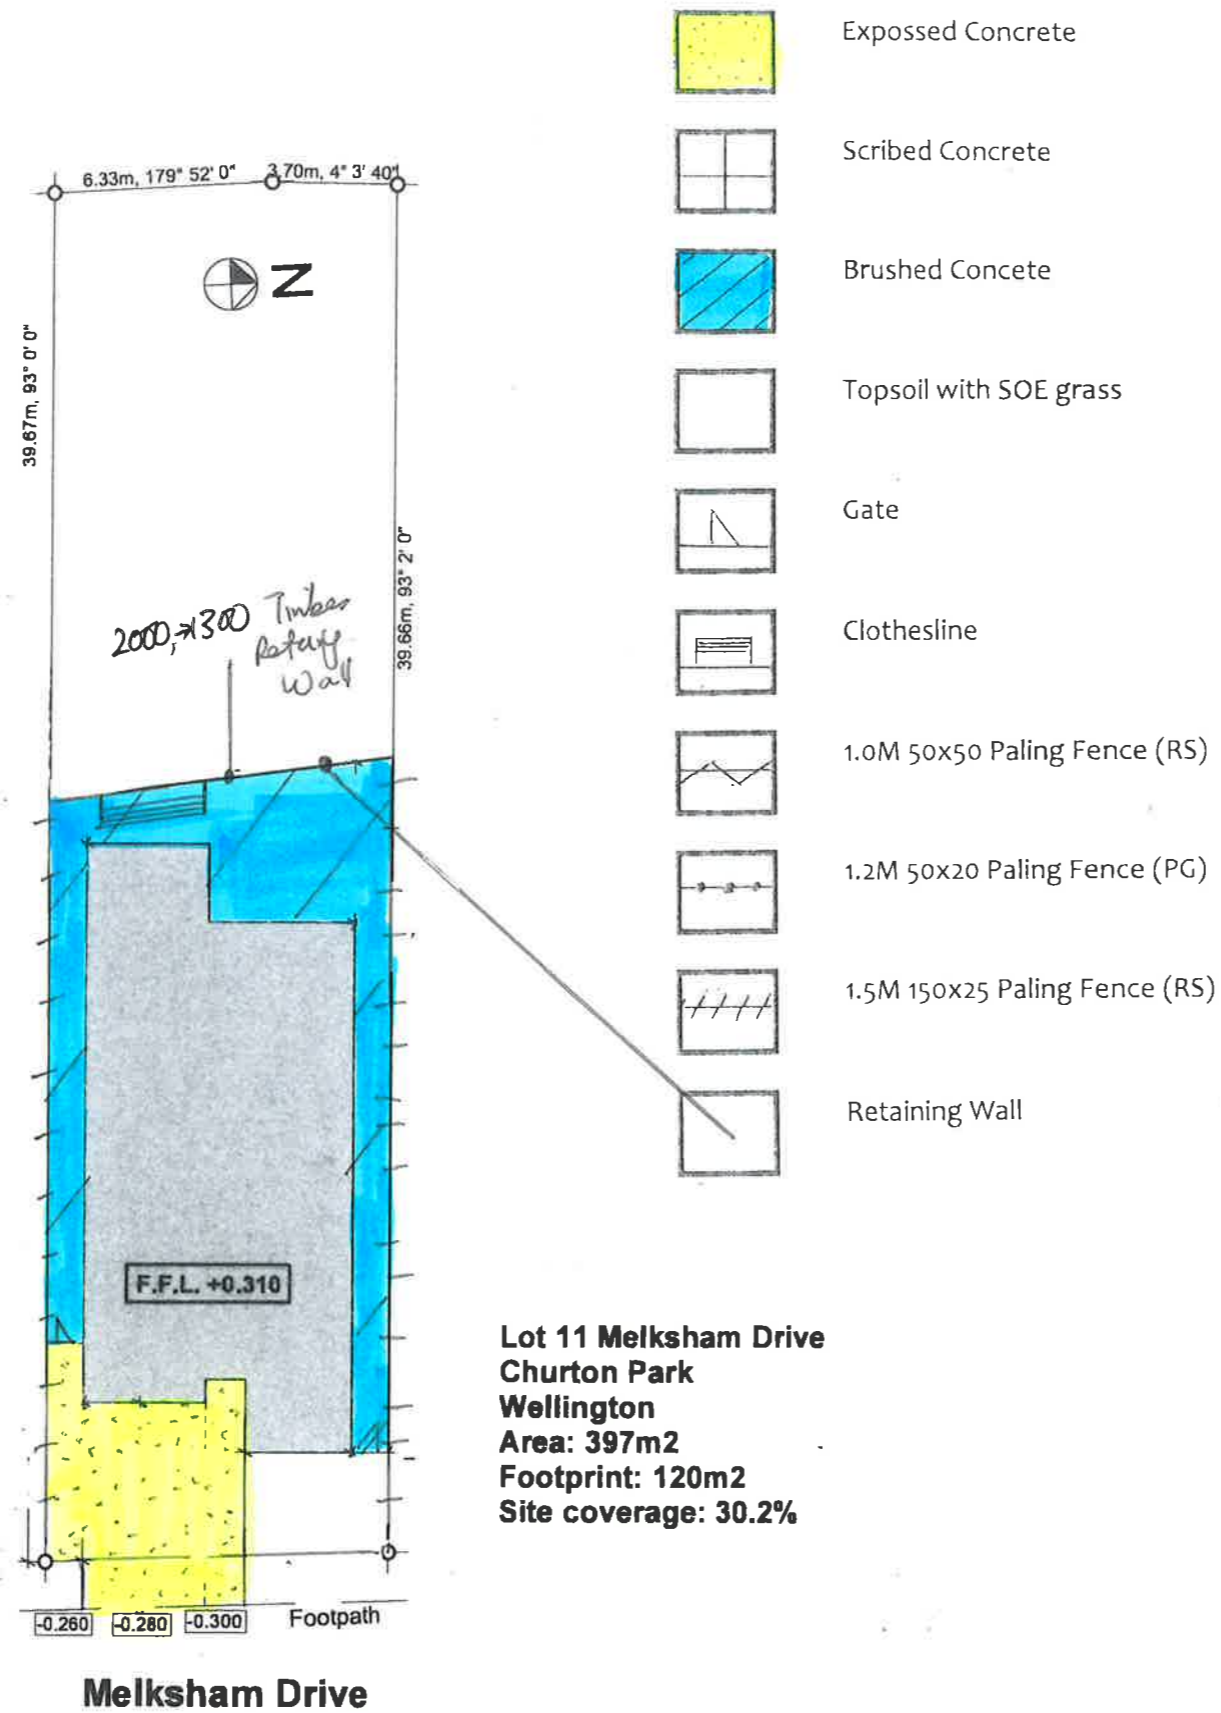 Expossed Concrete
Scribed Concrete
Brushed Concete
Topsoil with SOE grass
Gate
Clothesline
1.0M 50x50 Paling Fence (RS)
1.2M 50x20 Paling Fence (PG)
1.5M 150x25 Paling Fence (RS)
Retaining Wall
6.33m, 179° 52' 0"
3.70m, 4° 3' 40"
N
39.67m, 93° 0' 0"
39.66m, 93° 2' 0"
2000,→1300 Timber
Wall
F.F.L. +0.310
Lot 11 Melksham Drive
Churton Park
Wellington
Area: 397m2
Footprint: 120m2
Site coverage: 30.2%
-0.260
-0.280
-0.300
Footpath
Melksham Drive